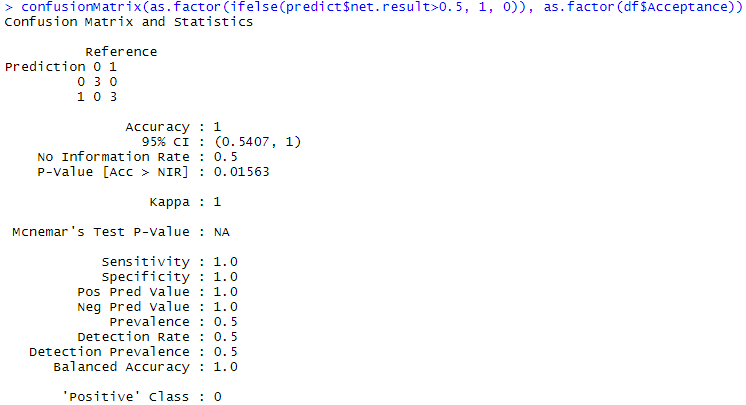 > confusionMatrix(as.factor(ifelse(predict$net.result>0.5, 1, 0)), as.factor(df$Acceptance))
Confusion Matrix and Statistics
Reference
Prediction 0 1
0 3 0
1 0 3
Accuracy : 1
95% CI : (0.5407, 1)
No Information Rate : 0.5
P-Value [Acc > NIR] : 0.01563
Kappa : 1
Mcnemar's Test P-Value : NA
Sensitivity : 1.0
Specificity : 1.0
Pos Pred Value : 1.0
Neg Pred Value : 1.0
Prevalence : 0.5
Detection Rate : 0.5
Detection Prevalence : 0.5
Balanced Accuracy : 1.0
'Positive' Class : 0